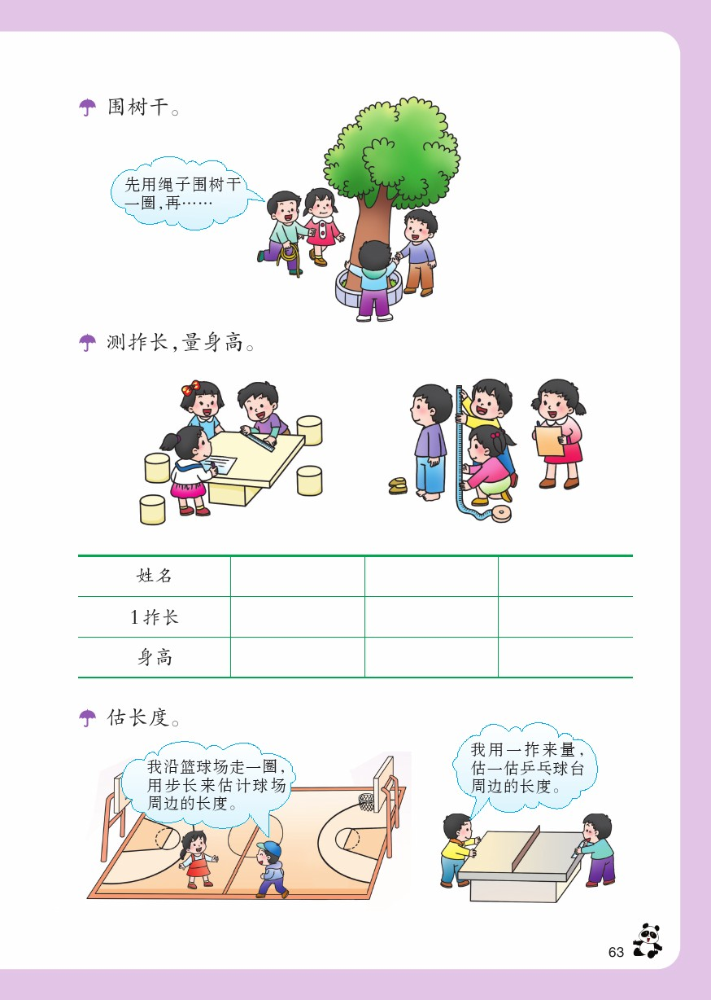 围树干。
先用绳子围树干
一圈，再……
测拃长，量身高。
姓名
1拃长
身高
估长度。
我沿篮球场走一圈，
用步长来估计球场
周边的长度。
我用一拃来量，
估一估乒乓球台
周边的长度。
63